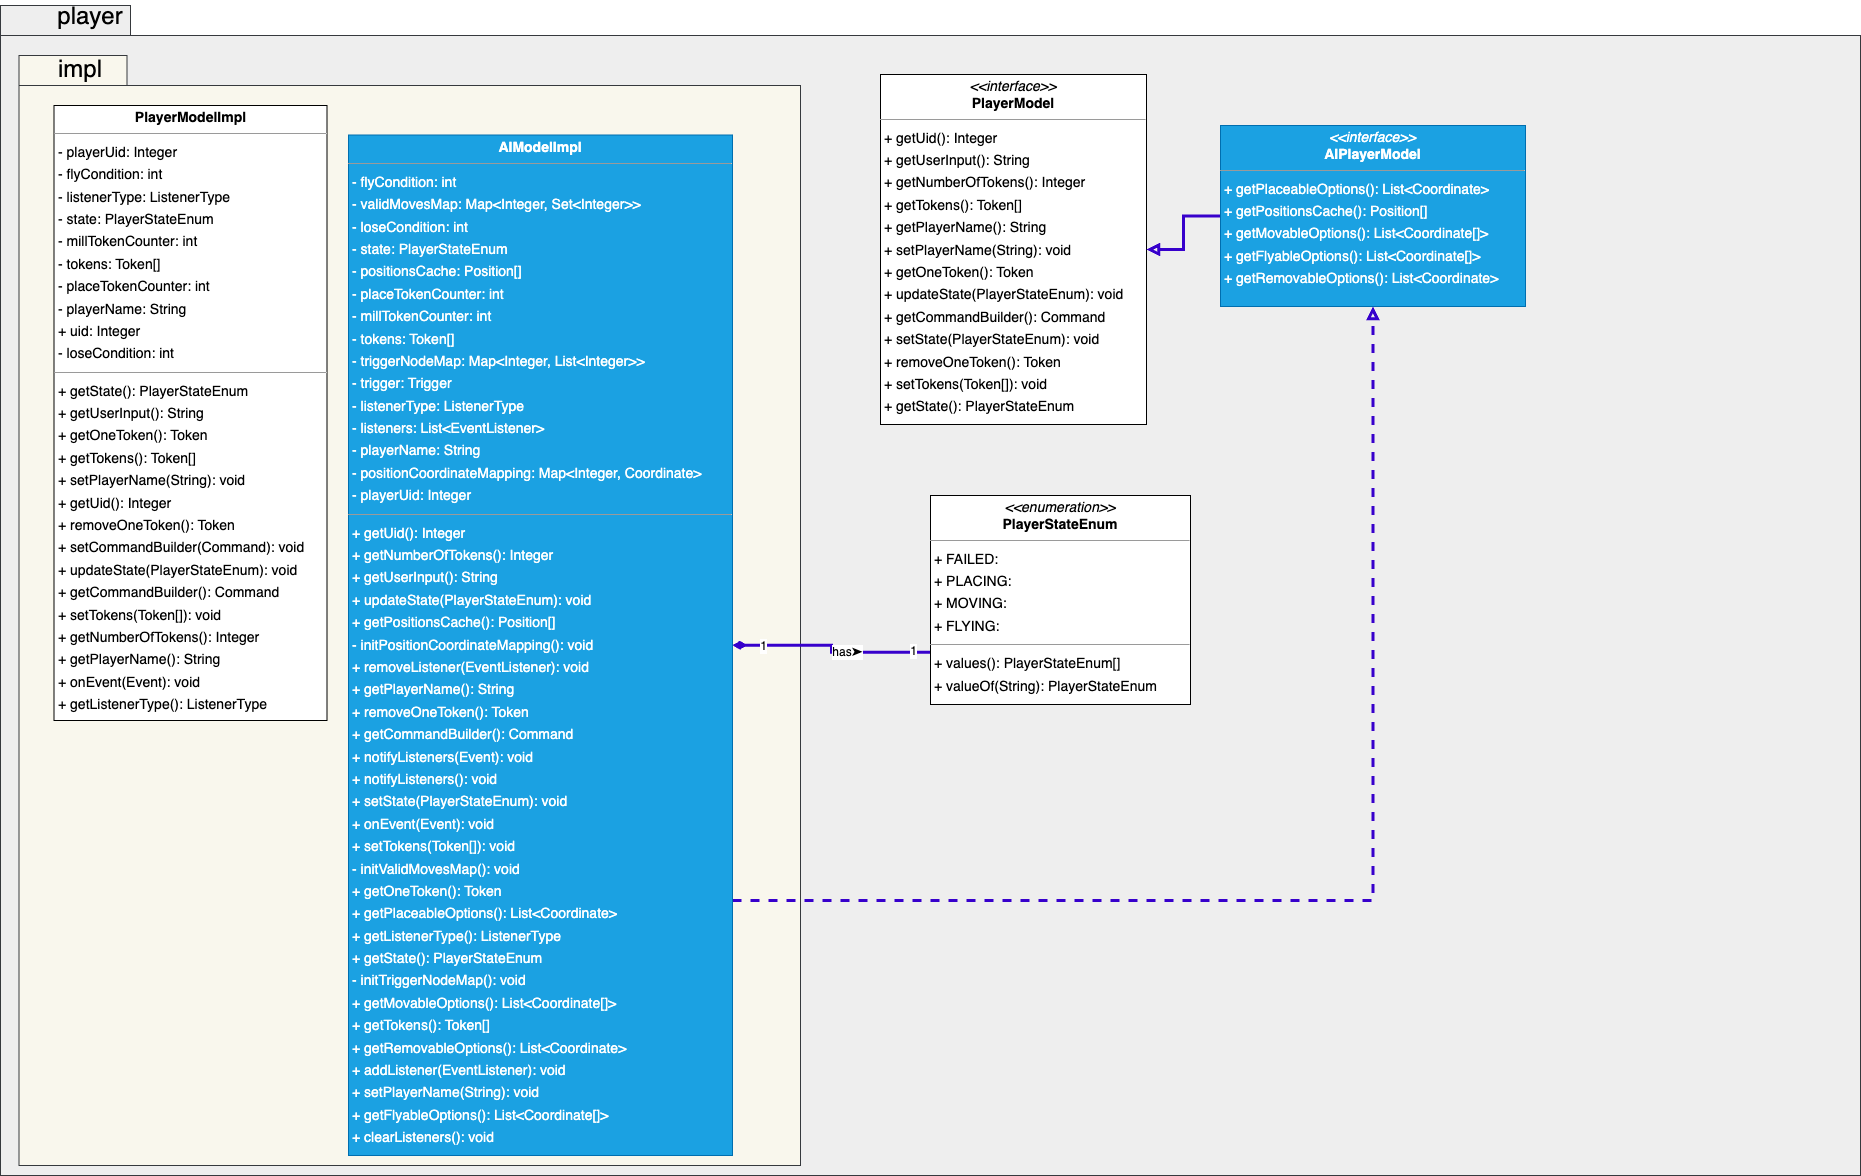 player
impl
PlayerModelImpl
- playerUid: Integer
- flyCondition: int
- listenerType: ListenerType
- state: PlayerStateEnum
- millTokenCounter: int
- tokens: Token[]
- placeTokenCounter: int
- playerName: String
+ uid: Integer
- loseCondition: int
+ getState(): PlayerStateEnum
+ getUserInput(): String
+ getOneToken(): Token
+ getTokens(): Token[]
+ setPlayerName(String): void
+ getUid(): Integer
+ removeOneToken(): Token
+ setCommandBuilder(Command): void
+ updateState(PlayerStateEnum): void
+ getCommandBuilder(): Command
+ setTokens(Token[]): void
+ getNumberOfTokens(): Integer
+ getPlayerName(): String
+ onEvent(Event): void
+ getListenerType(): ListenerType
AIModelImpl
- flyCondition: int
- validMovesMap: Map<Integer, Set<Integer>>
- loseCondition: int
- state: PlayerStateEnum
- positionsCache: Position[]
- placeTokenCounter: int
- millTokenCounter: int
- tokens: Token[]
- triggerNodeMap: Map<Integer, List<Integer>>
- trigger: Trigger
- listenerType: ListenerType
- listeners: List<EventListener>
- playerName: String
- positionCoordinateMapping: Map<Integer, Coordinate>
- playerUid: Integer
+ getUid(): Integer
+ getNumberOfTokens(): Integer
+ getUserInput(): String
+ updateState(PlayerStateEnum): void
+ getPositionsCache(): Position[]
- initPositionCoordinateMapping(): void
+ removeListener(EventListener): void
+ getPlayerName(): String
+ removeOneToken(): Token
+ getCommandBuilder(): Command
+ notifyListeners(Event): void
+ notifyListeners(): void
+ setState(PlayerStateEnum): void
+ onEvent(Event): void
+ setTokens(Token[]): void
- initValidMovesMap(): void
+ getOneToken(): Token
+ getPlaceableOptions(): List<Coordinate>
+ getListenerType(): ListenerType
+ getState(): PlayerStateEnum
- initTriggerNodeMap(): void
+ getMovableOptions(): List<Coordinate[]>
+ getTokens(): Token[]
+ getRemovableOptions(): List<Coordinate>
+ addListener(EventListener): void
+ setPlayerName(String): void
+ getFlyableOptions(): List<Coordinate[]>
+ clearListeners(): void
<<interface>>
PlayerModel
+ getUid(): Integer
+ getUserInput(): String
+ getNumberOfTokens(): Integer
+ getTokens(): Token[]
+ getPlayerName(): String
+ setPlayerName(String): void
+ getOneToken(): Token
+ updateState(PlayerStateEnum): void
+ getCommandBuilder(): Command
+ setState(PlayerStateEnum): void
+ removeOneToken(): Token
+ setTokens(Token[]): void
+ getState(): PlayerStateEnum
<<interface>>
AIPlayerModel
+ getPlaceableOptions(): List<Coordinate>
+ getPositionsCache(): Position[]
+ getMovableOptions(): List<Coordinate[]>
+ getFlyableOptions(): List<Coordinate[]>
+ getRemovableOptions(): List<Coordinate>
<<enumeration>>
PlayerStateEnum
+ FAILED:
+ PLACING:
+ MOVING:
+ FLYING:
+ values(): PlayerStateEnum[]
+ valueOf(String): PlayerStateEnum
1
has➤
1